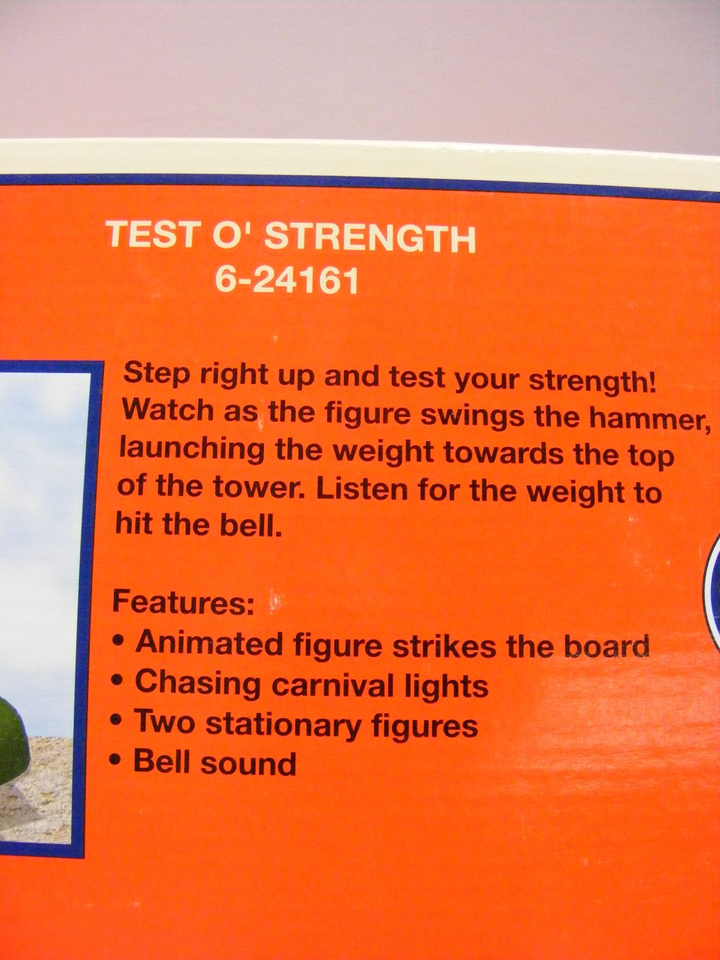 TEST O' STRENGTH
6-24161
Step right up and test your strength!
Watch as the figure swings the hammer,
launching the weight towards the top
of the tower. Listen for the weight to
hit the bell.
Features:
• Animated figure strikes the board
• Chasing carnival lights
• Two stationary figures
• Bell sound